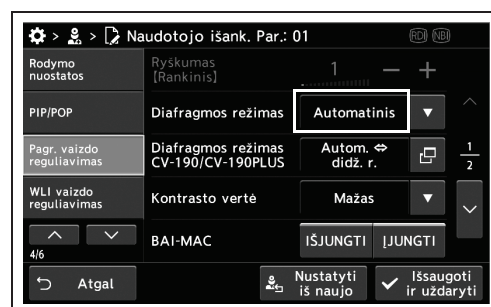 > > Naudotojo išank. Par.: 01 RDI NBI
Rodymo
nuostatos
PIP/POP
Pagr. vaizdo
reguliavimas
WLI vaizdo
reguliavimas
4/6
Ryškumas
[Rankinis]
1 — +
Diafragmos režimas Automatinis
Diafragmos režimas
CV-190/CV-190PLUS
Autom. ⇔
didž. r.
Kontrasto vertė Mažas
BAI-MAC IŠJUNGTI ĮJUNGTI
1
2
Atgal
Nustatyti
iš naujo
Išsaugoti
ir uždaryti